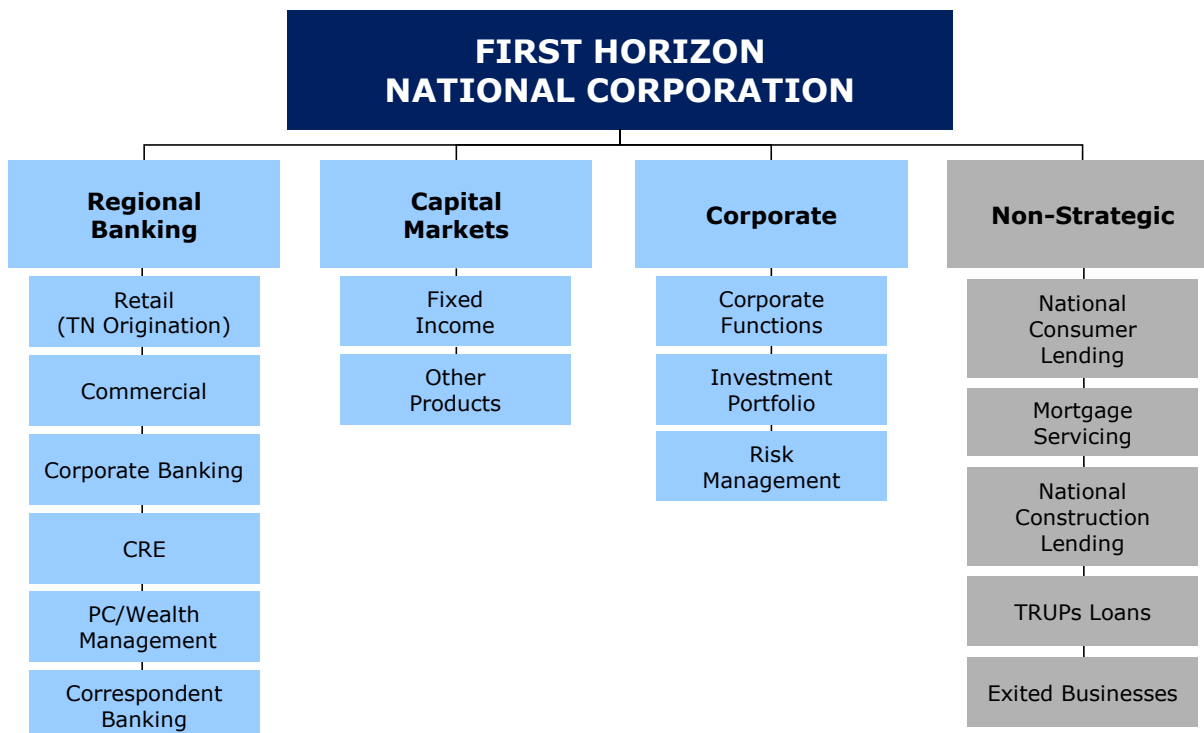 FIRST HORIZON
NATIONAL CORPORATION
Regional
Banking
Retail
(TN Origination)
Commercial
Corporate Banking
CRE
PC/Wealth
Management
Correspondent
Banking
Capital
Markets
Fixed
Income
Other
Products
Corporate
Corporate
Functions
Investment
Portfolio
Risk
Management
Non-Strategic
National
Consumer
Lending
Mortgage
Servicing
National
Construction
Lending
TRUPs Loans
Exited Businesses